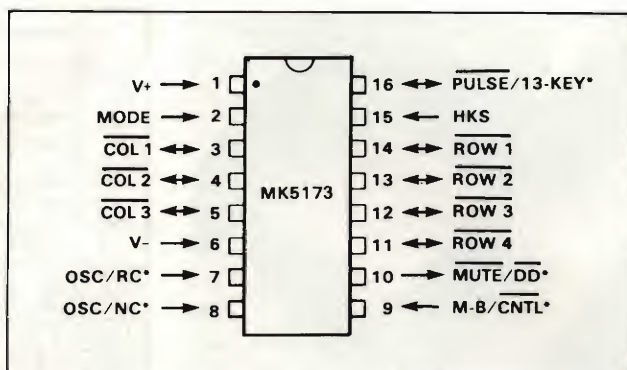 V+ 1 16 PULSE/13-KEY*
MODE 2 15 HKS
COL 1 3 14 ROW 1
COL 2 4 13 ROW 2
MK5173
COL 3 5 12 ROW 3
V- 6 11 ROW 4
OSC/RC* 7 10 MUTE/DD*
OSC/NC* 8 9 M-B/CNTL*